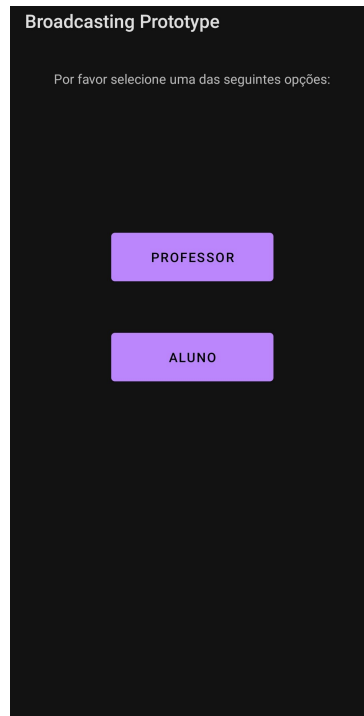 Broadcasting Prototype
Por favor selecione uma das seguintes opções:
PROFESSOR
ALUNO